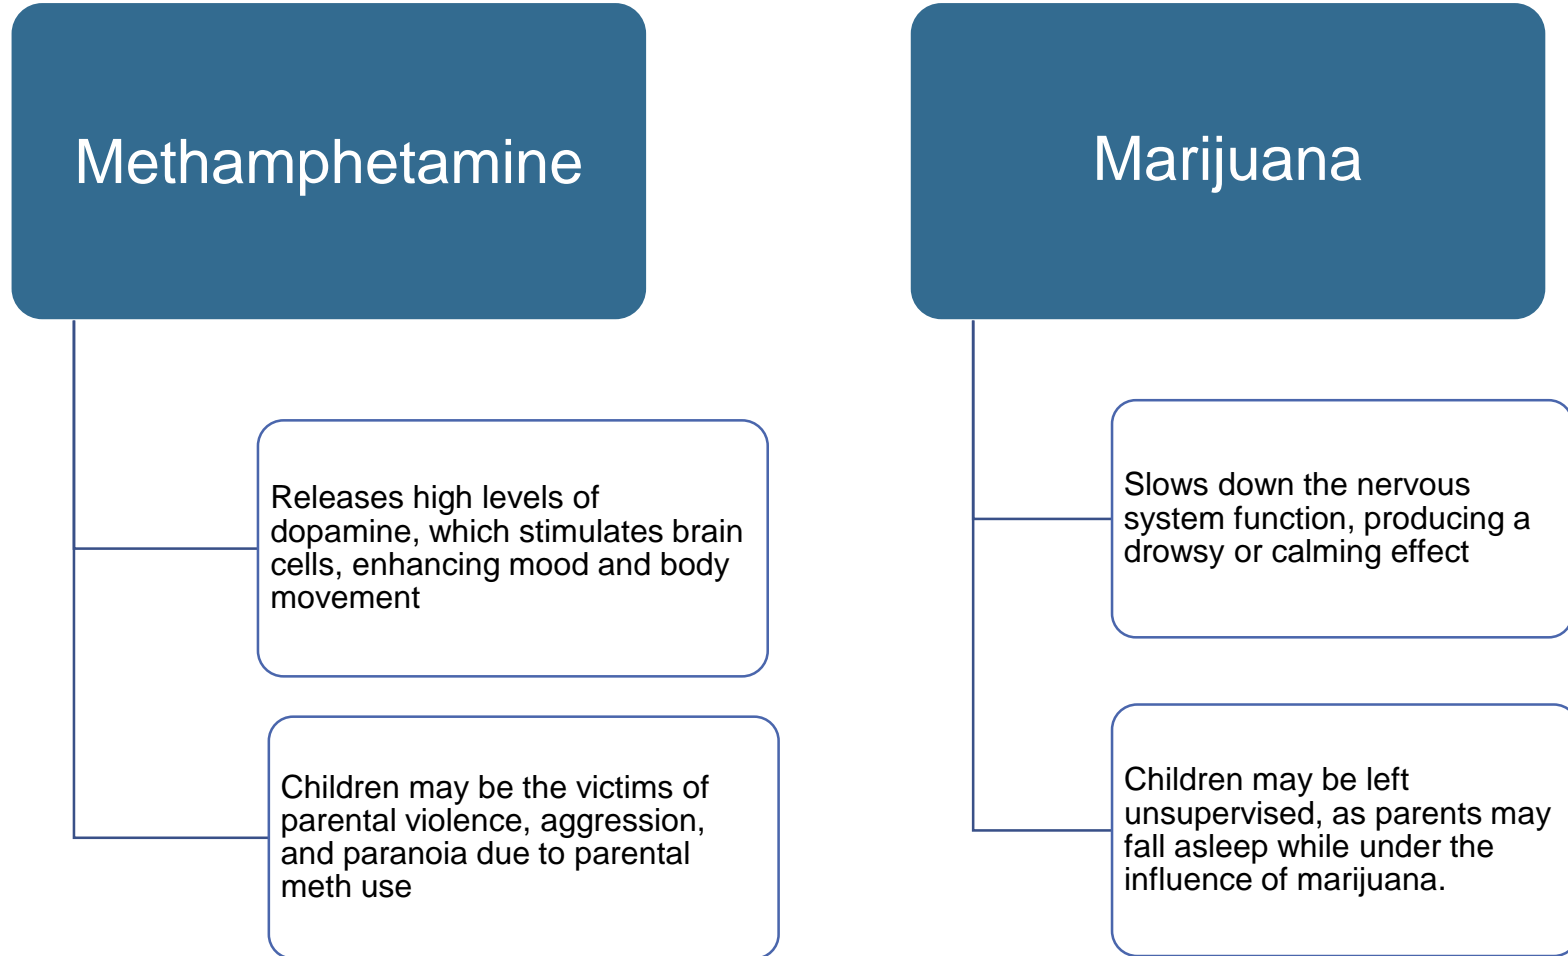 Methamphetamine
Releases high levels of
dopamine, which stimulates brain
cells, enhancing mood and body
movement
Children may be the victims of
parental violence, aggression,
and paranoia due to parental
meth use
Marijuana
Slows down the nervous
system function, producing a
drowsy or calming effect
Children may be left
unsupervised, as parents may
fall asleep while under the
influence of marijuana.